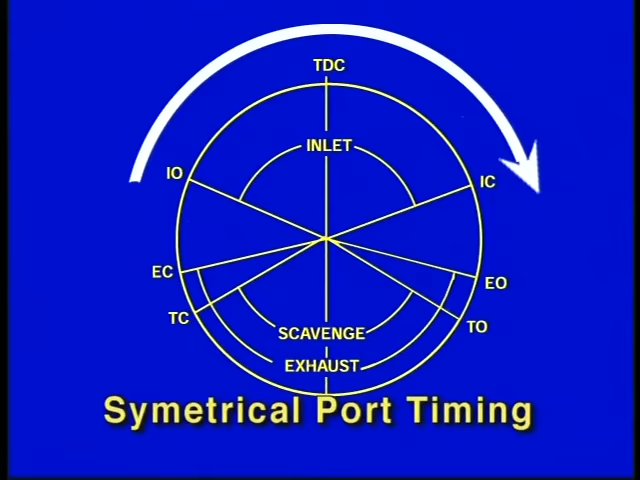 TDC
INLET
IO
IC
EC
EO
TC
TO
SCAVENGE
EXHAUST
Symetrical Port Timing